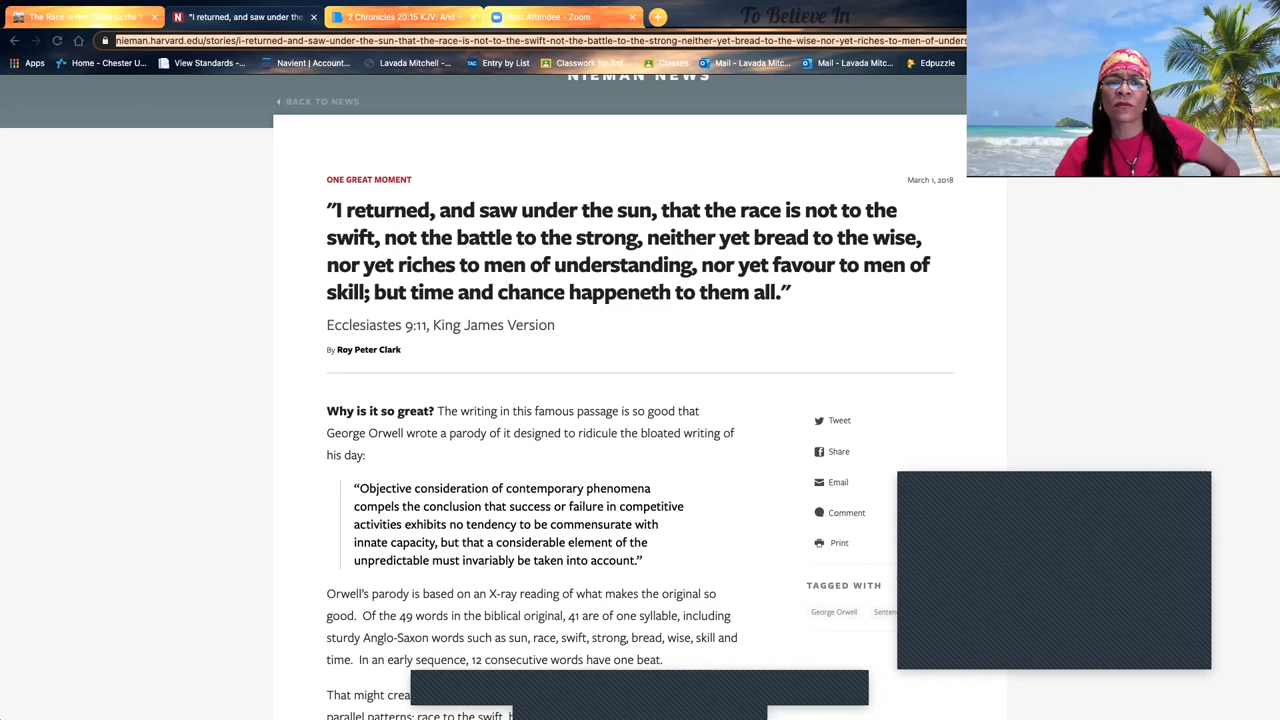 The Race is Not Given to the
"I returned, and saw under the
2 Chronicles 20:15 KJV: And
Post Attendee - Zoom
To Believe In
nieman.harvard.edu/stories/i-returned-and-saw-under-the-sun-that-the-race-is-not-to-the-swift-not-the-battle-to-the-strong-neither-yet-bread-to-the-wise-nor-yet-riches-to-men-of-unders
Apps
Home - Chester U...
View Standards -...
Navient | Account...
Lavada Mitchell -...
Entry by List
Classwork for 3rd...
Classes
Mail - Lavada Mitc...
Mail - Lavada Mitc...
Edpuzzle
NIEMAN NEWS
BACK TO NEWS
ONE GREAT MOMENT
March 1, 2018
"I returned, and saw under the sun, that the race is not to the
swift, not the battle to the strong, neither yet bread to the wise,
nor yet riches to men of understanding, nor yet favour to men of
skill; but time and chance happeneth to them all."
Ecclesiastes 9:11, King James Version
By Roy Peter Clark
Why is it so great? The writing in this famous passage is so good that
George Orwell wrote a parody of it designed to ridicule the bloated writing of
his day:
“Objective consideration of contemporary phenomena
compels the conclusion that success or failure in competitive
activities exhibits no tendency to be commensurate with
innate capacity, but that a considerable element of the
unpredictable must invariably be taken into account.”
Orwell’s parody is based on an X-ray reading of what makes the original so
good. Of the 49 words in the biblical original, 41 are of one syllable, including
sturdy Anglo-Saxon words such as sun, race, swift, strong, bread, wise, skill and
time. In an early sequence, 12 consecutive words have one beat.
That might
parallel patterns: race to the swift,
Tweet
Share
Email
Comment
Print
TAGGED WITH
George Orwell